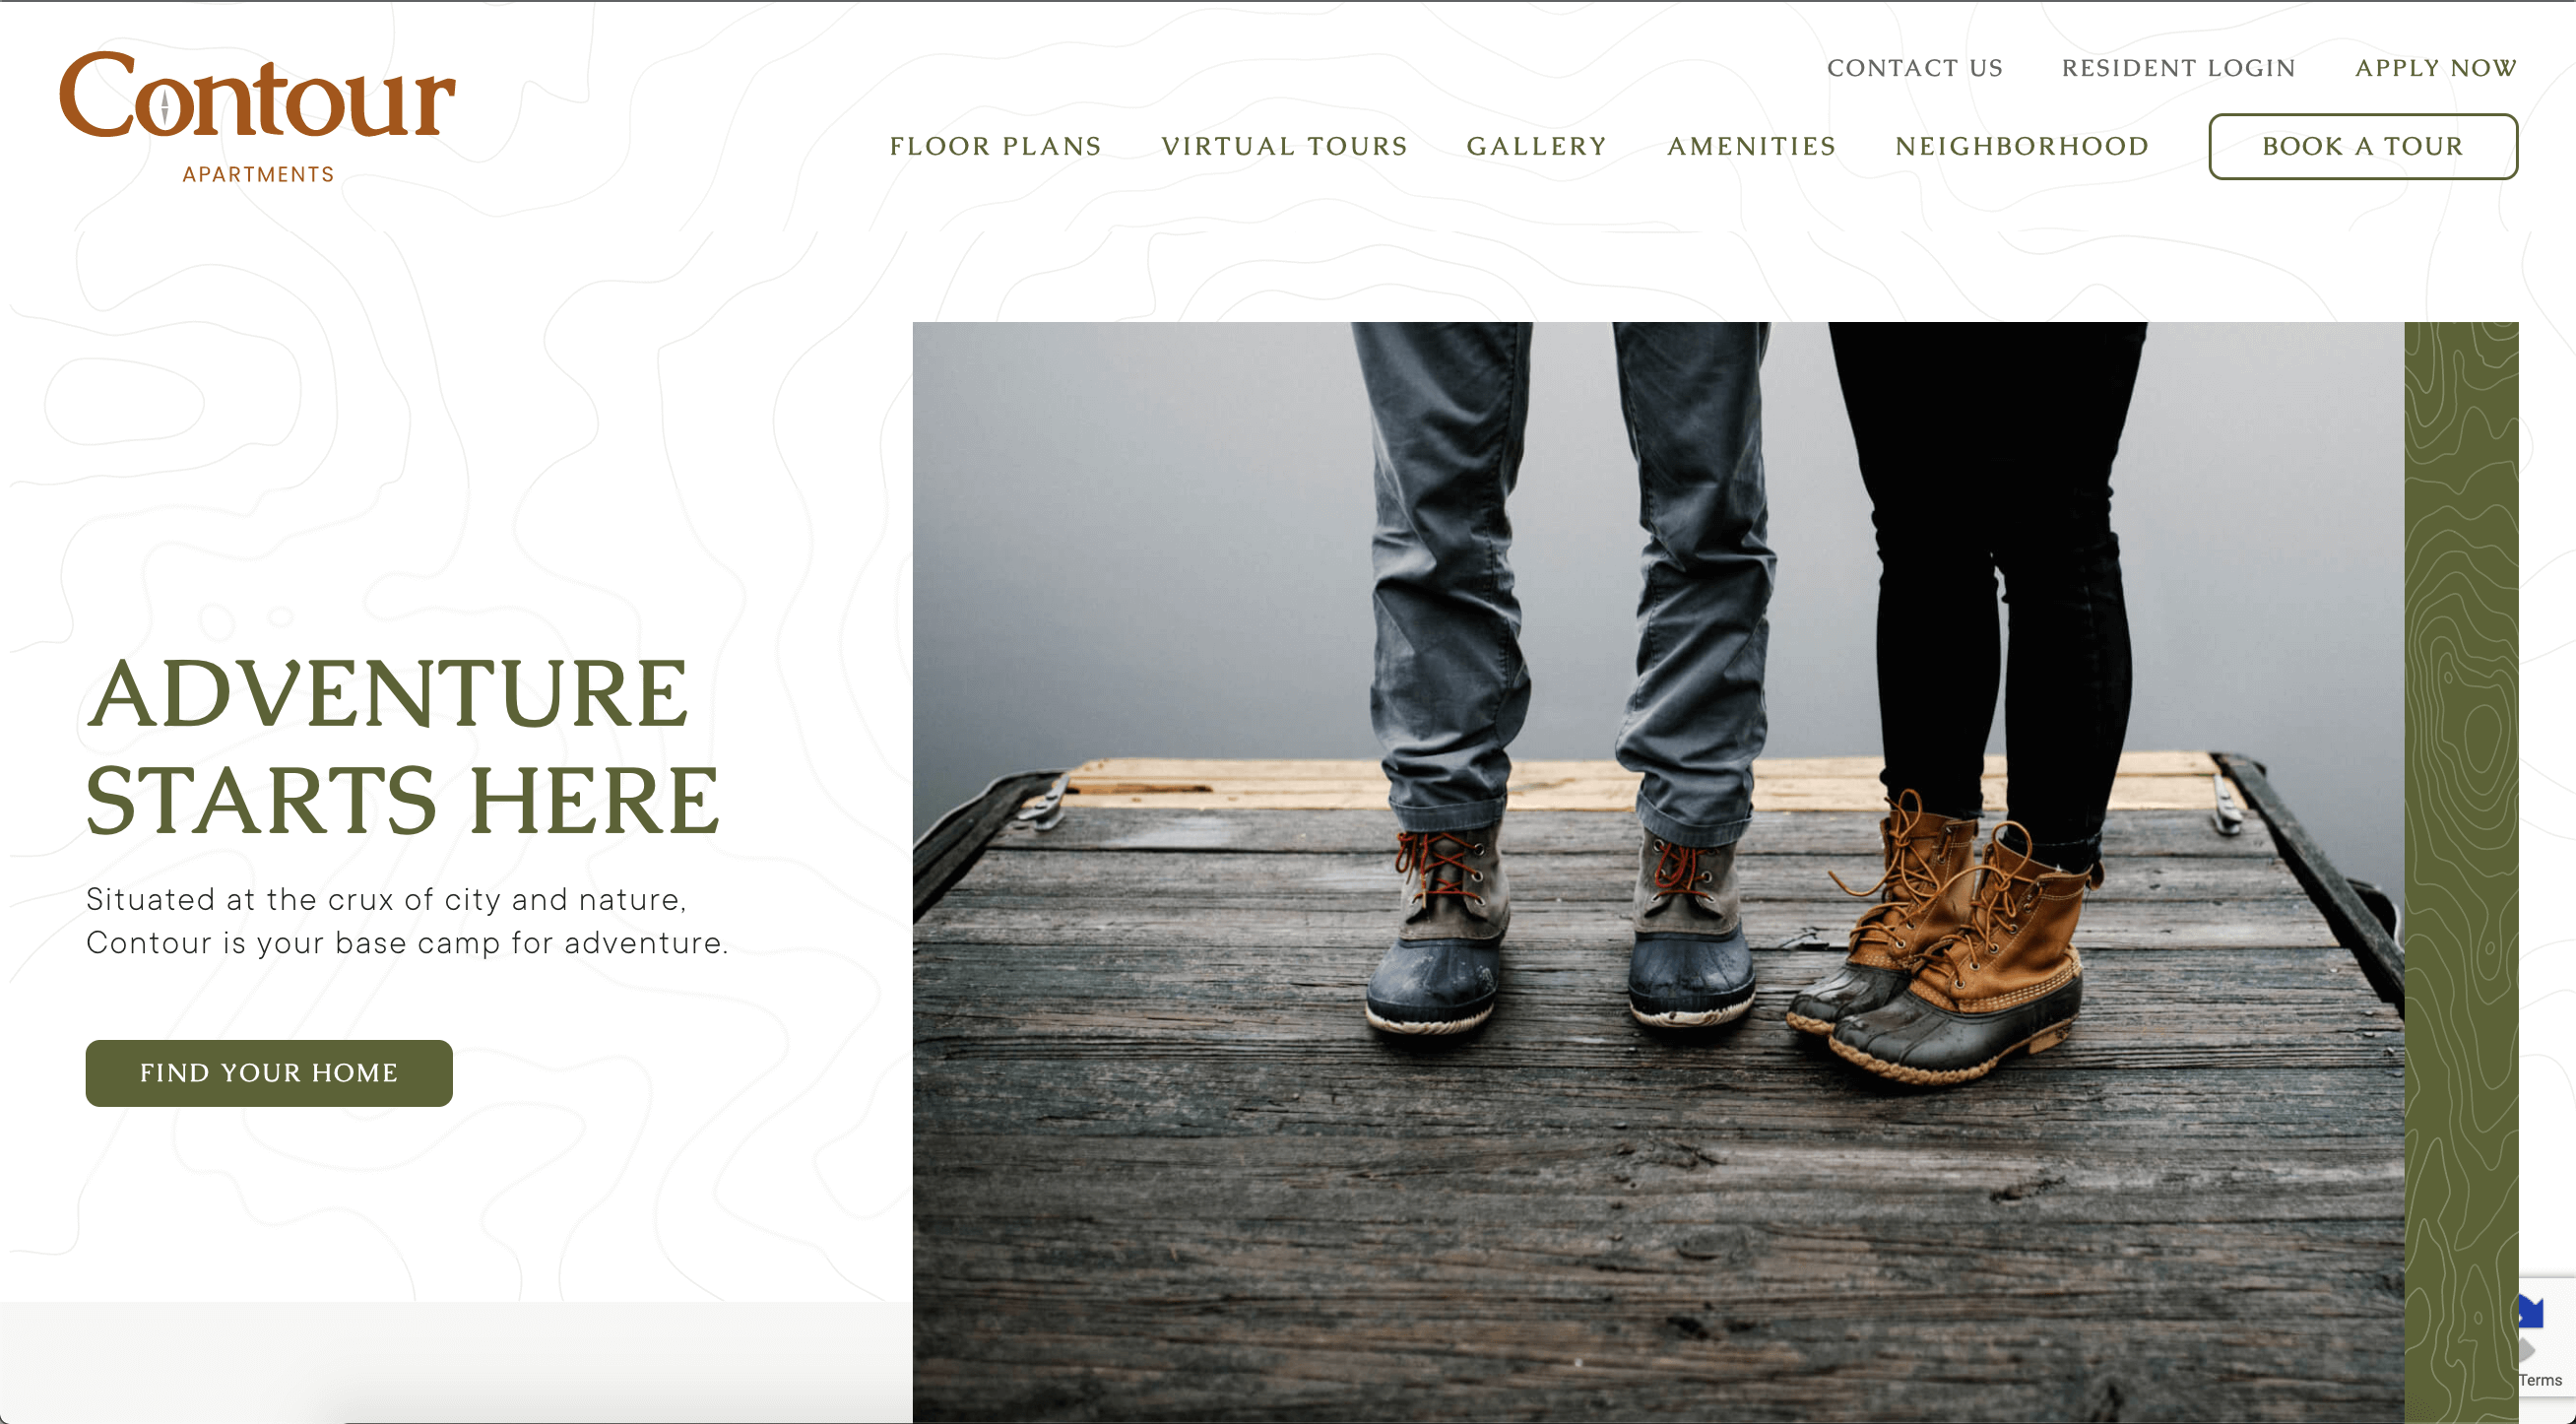 Contour
APARTMENTS
CONTACT US RESIDENT LOGIN APPLY NOW
FLOOR PLANS VIRTUAL TOURS GALLERY AMENITIES NEIGHBORHOOD BOOK A TOUR
ADVENTURE
STARTS HERE
Situated at the crux of city and nature,
Contour is your base camp for adventure.
FIND YOUR HOME
Terms